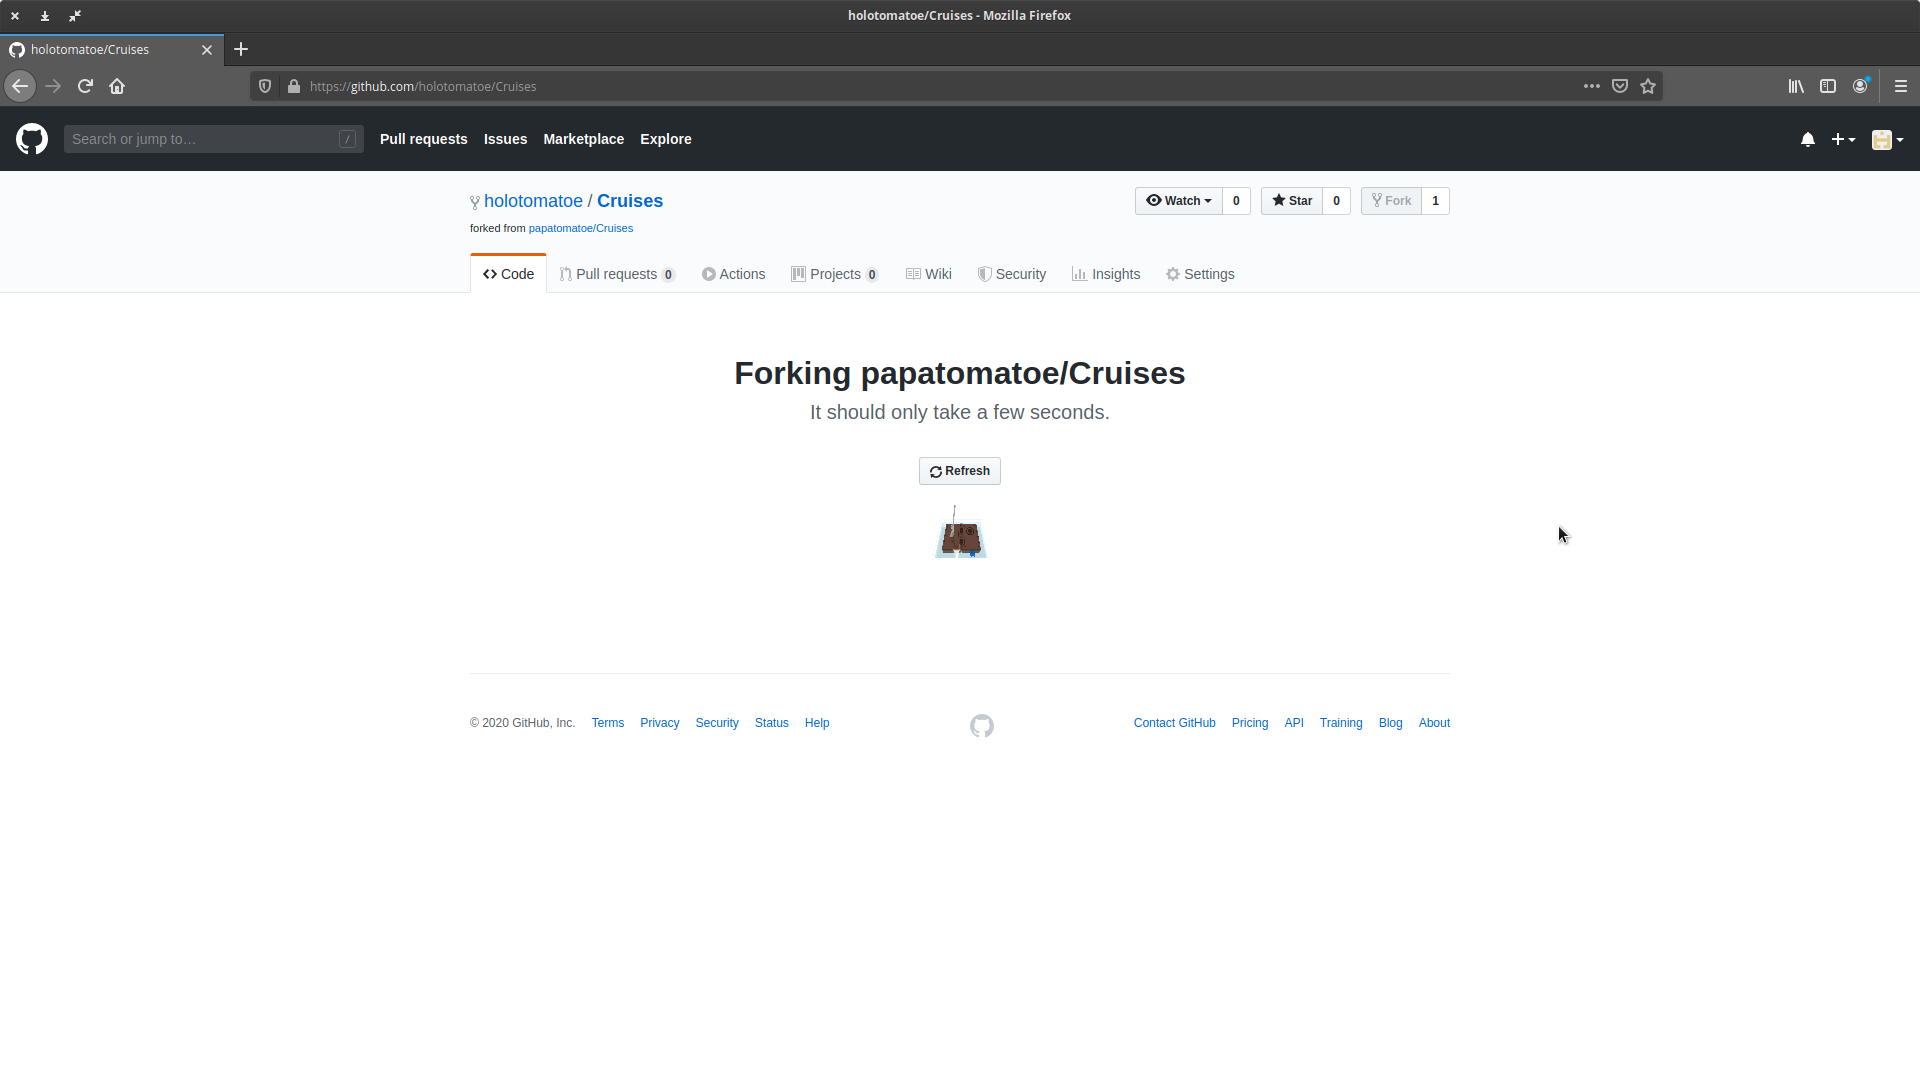 holotomatoe/Cruises - Mozilla Firefox
holotomatoe/Cruises
https://github.com/holotomatoe/Cruises
Search or jump to… / Pull requests Issues Marketplace Explore
holotomatoe / Cruises Watch 0 Star 0 Fork 1
forked from papatomatoe/Cruises
Code Pull requests 0 Actions Projects 0 Wiki Security Insights Settings
Forking papatomatoe/Cruises
It should only take a few seconds.
Refresh
© 2020 GitHub, Inc. Terms Privacy Security Status Help Contact GitHub Pricing API Training Blog About